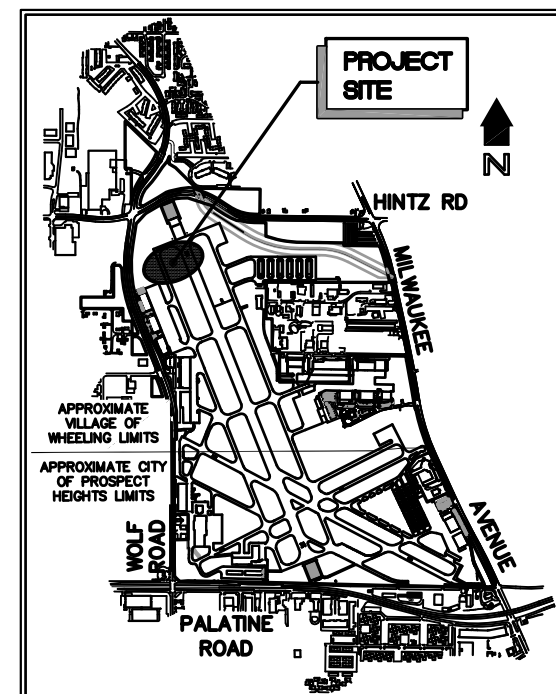 PROJECT
SITE
N
HINTZ RD
MILWAUKEE
APPROXIMATE
VILLAGE OF
WHEELING LIMITS
APPROXIMATE CITY
OF PROSPECT
HEIGHTS LIMITS
WOLF
ROAD
AVENUE
PALATINE
ROAD